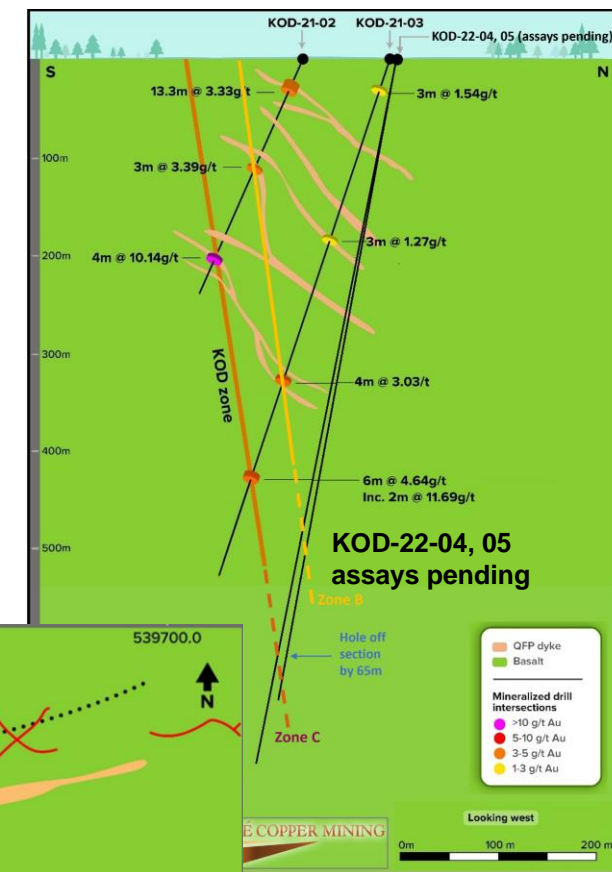 KOD-21-02
KOD-21-03
KOD-22-04, 05 (assays pending)
S
N
13.3m @ 3.33g/t
3m @ 1.54g/t
100m
3m @ 3.39g/t
200m
4m @ 10.14g/t
3m @ 1.27g/t
300m
KOD zone
4m @ 3.03/t
400m
6m @ 4.64g/t
Inc. 2m @ 11.69g/t
500m
KOD-22-04, 05
assays pending
Zone B
Hole off
section
by 65m
Zone C
539700.0
N
QFP dyke
Basalt
Mineralized drill
intersections
>10 g/t Au
5-10 g/t Au
3-5 g/t Au
1-3 g/t Au
É COPPER MINING
Looking west
0m
100 m
200 m